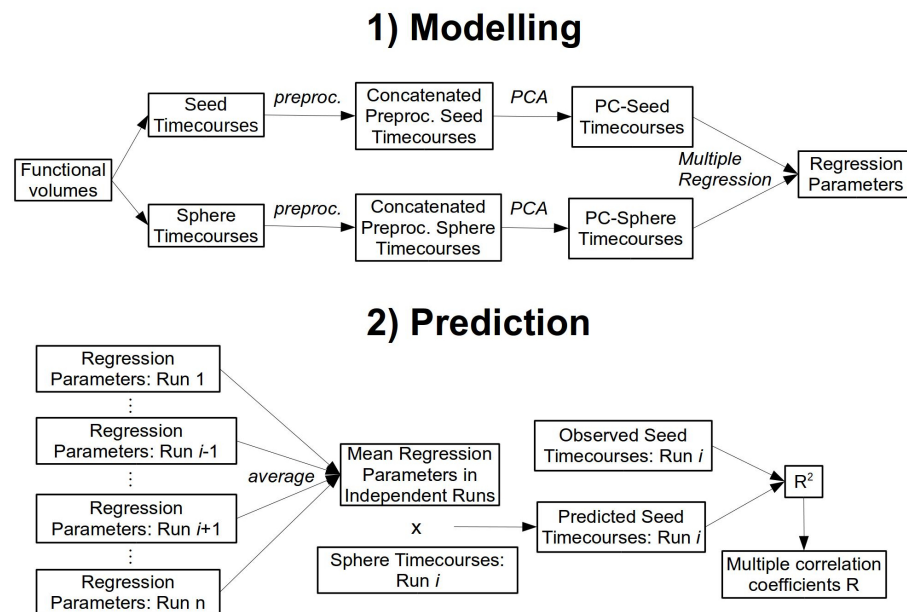 1) Modelling
Functional
volumes
Seed
Timecourses
preproc.
Concatenated
Preproc. Seed
Timecourses
PCA
PC-Seed
Timecourses
Sphere
Timecourses
preproc.
Concatenated
Preproc. Sphere
Timecourses
PCA
PC-Sphere
Timecourses
Multiple
Regression
Regression
Parameters
2) Prediction
Regression
Parameters: Run 1
⋮
Regression
Parameters: Run i-1
⋮
Regression
Parameters: Run i+1
⋮
Regression
Parameters: Run n
average
Mean Regression
Parameters in
Independent Runs
x
Sphere Timecourses:
Run i
Observed Seed
Timecourses: Run i
Predicted Seed
Timecourses: Run i
R²
Multiple correlation
coefficients R